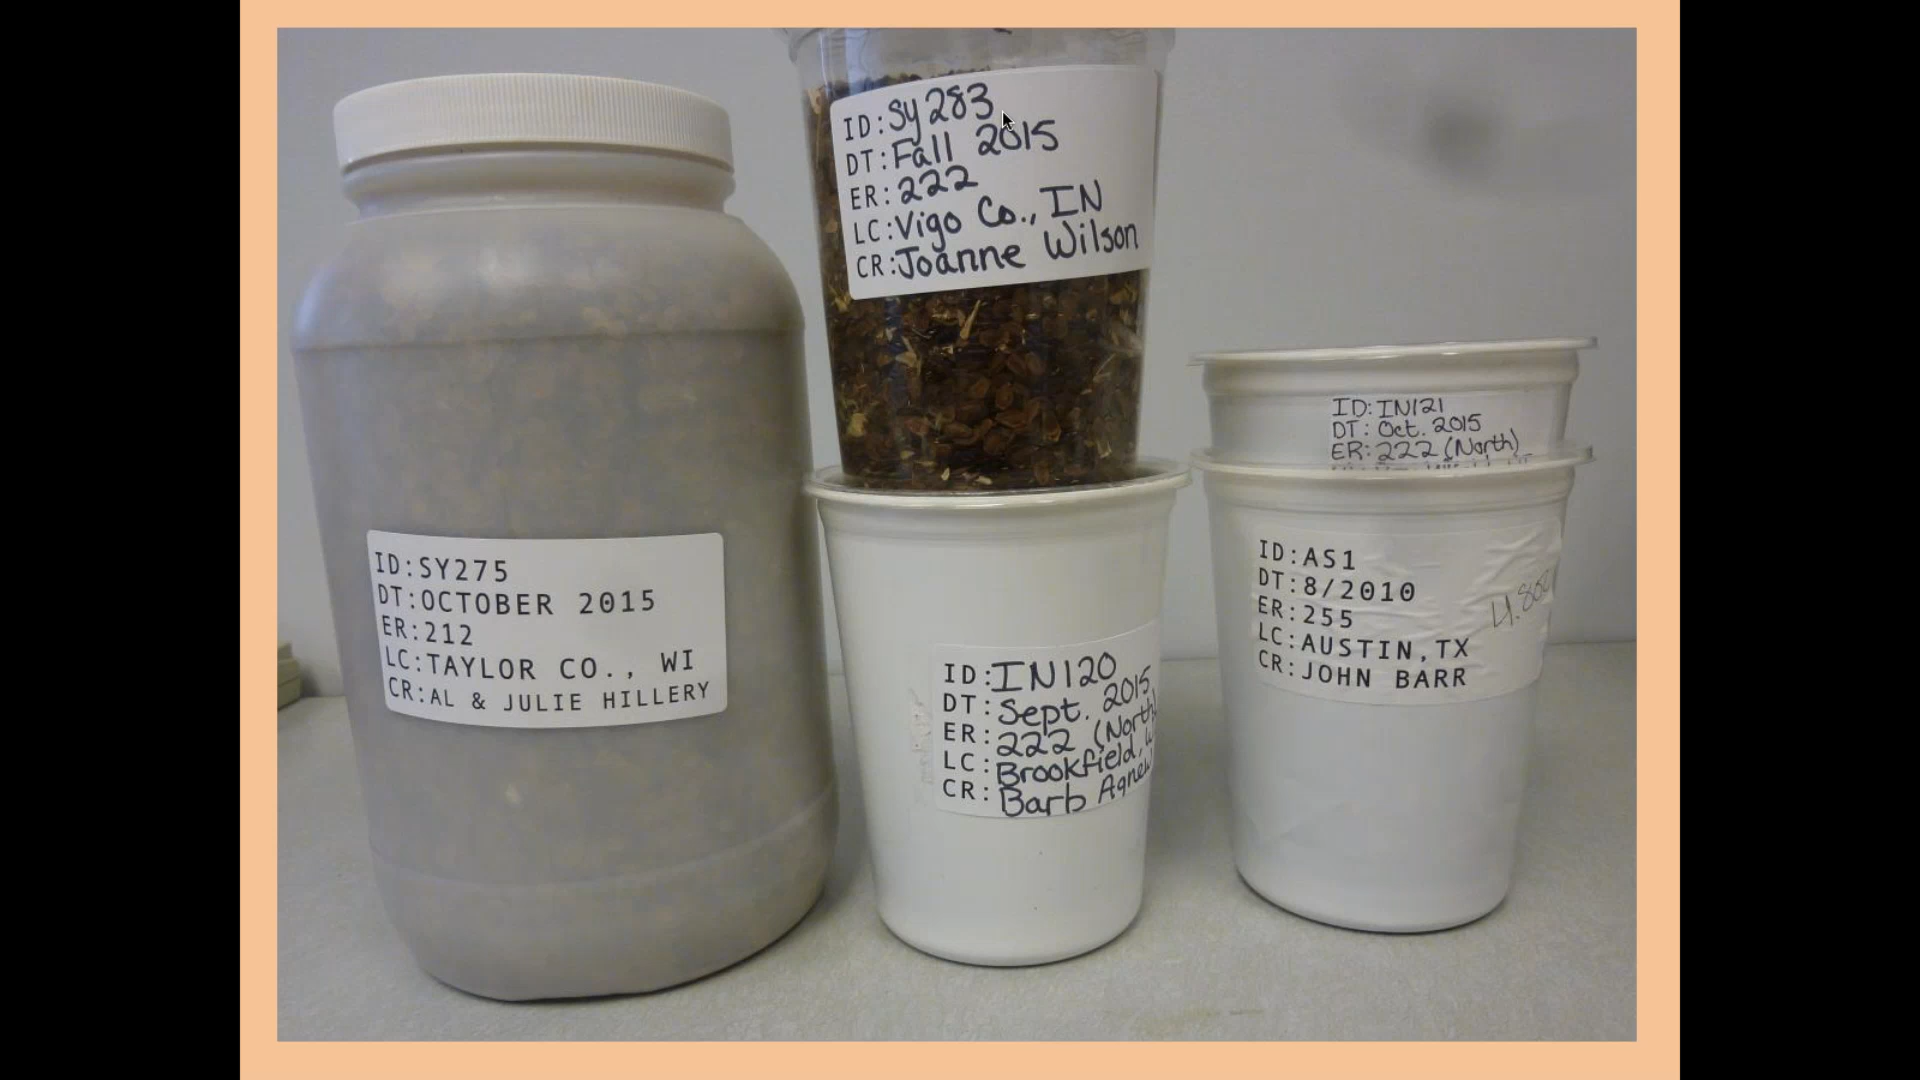 ID:SY275
DT:OCTOBER 2015
ER:212
LC:TAYLOR CO., WI
CR:AL & JULIE HILLERY
ID:Sy 283
DT:Fall 2015
ER:222
LC:Vigo Co., IN
CR:Joanne Wilson
ID:IN120
DT:Sept. 2015
ER:222 (North)
LC:Brookfield,
CR:Barb Agnew
ID:IN121
DT: Oct. 2015
ER:222 (North)
ID:AS1
DT:8/2010
ER:255
LC:AUSTIN,TX
CR:JOHN BARR